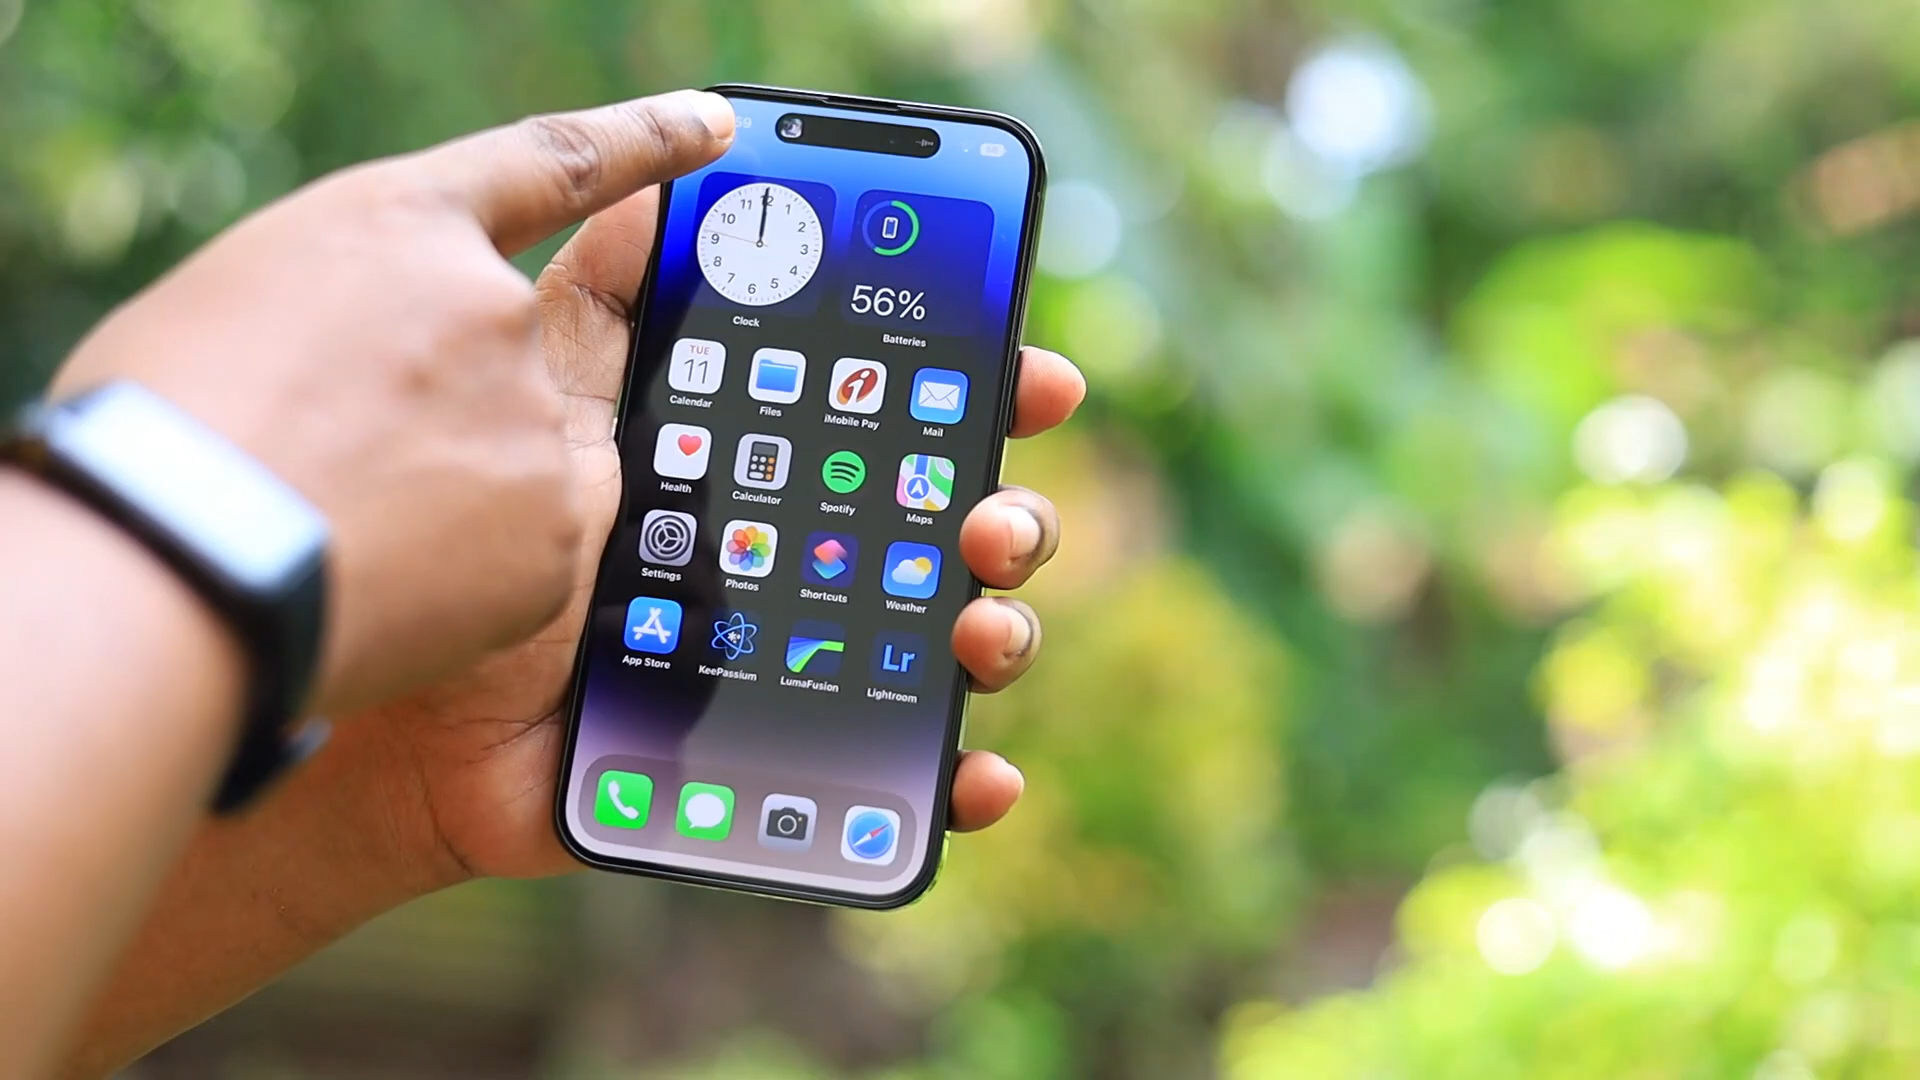 59
11 12 1
10 2
9 3
8 4
7 6 5
56%
Clock
Batteries
TUE
11
Calendar
Files
iMobile Pay
Mail
Health
Calculator
Spotify
Maps
Settings
Photos
Shortcuts
Weather
Lr
App Store
KeePassium
LumaFusion
Lightroom